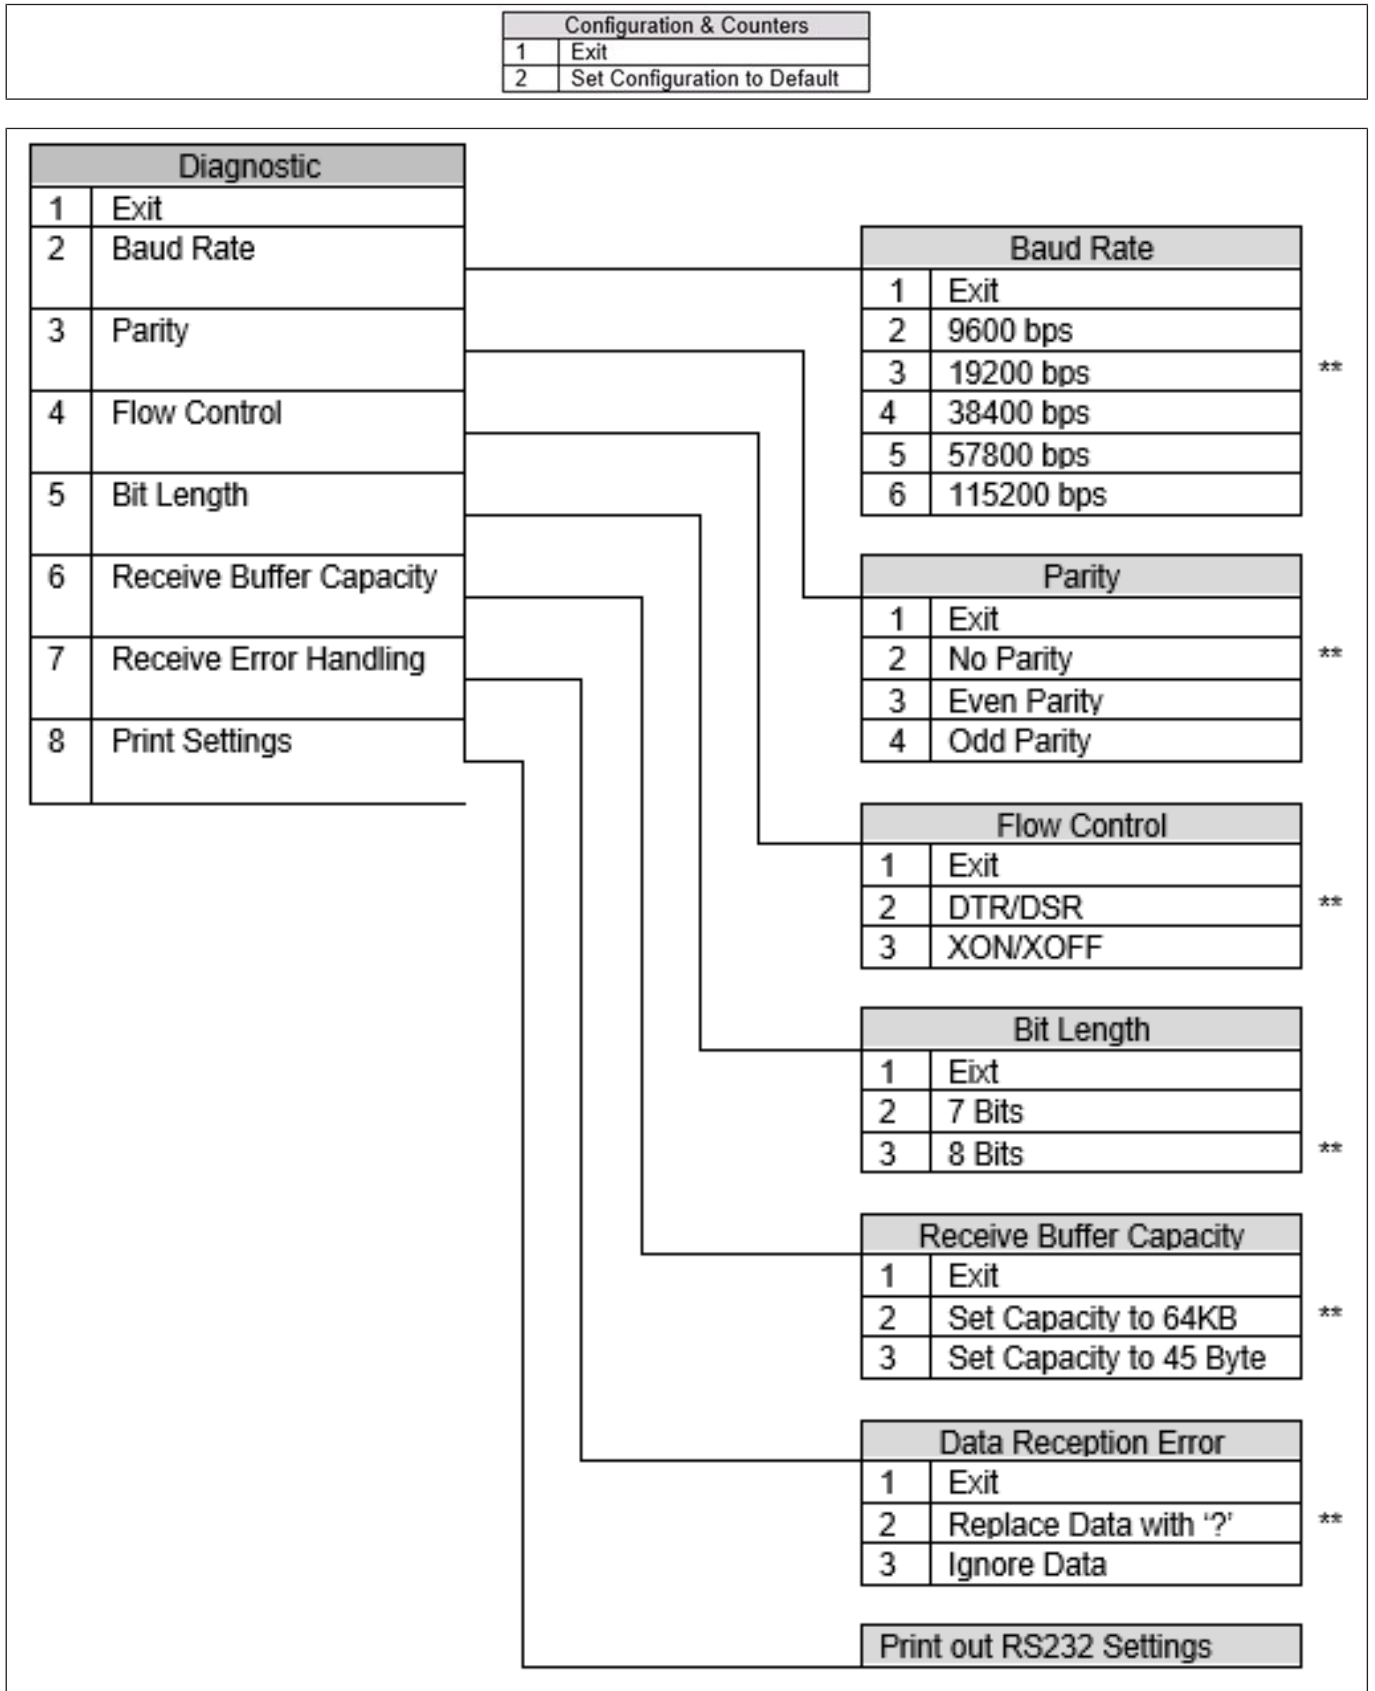 Configuration & Counters
1 Exit
2 Set Configuration to Default
Diagnostic
1 Exit
2 Baud Rate
3 Parity
4 Flow Control
5 Bit Length
6 Receive Buffer Capacity
7 Receive Error Handling
8 Print Settings
Baud Rate
1 Exit
2 9600 bps
3 19200 bps **
4 38400 bps
5 57800 bps
6 115200 bps
Parity
1 Exit
2 No Parity **
3 Even Parity
4 Odd Parity
Flow Control
1 Exit
2 DTR/DSR **
3 XON/XOFF
Bit Length
1 Eixt
2 7 Bits
3 8 Bits **
Receive Buffer Capacity
1 Exit
2 Set Capacity to 64KB **
3 Set Capacity to 45 Byte
Data Reception Error
1 Exit
2 Replace Data with ‘?’ **
3 Ignore Data
Print out RS232 Settings